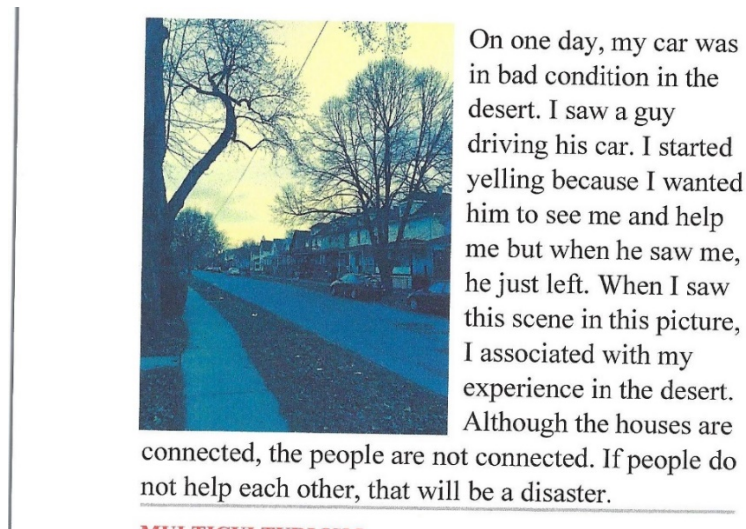 On one day, my car was
in bad condition in the
desert. I saw a guy
driving his car. I started
yelling because I wanted
him to see me and help
me but when he saw me,
he just left. When I saw
this scene in this picture,
I associated with my
experience in the desert.
Although the houses are
connected, the people are not connected. If people do
not help each other, that will be a disaster.